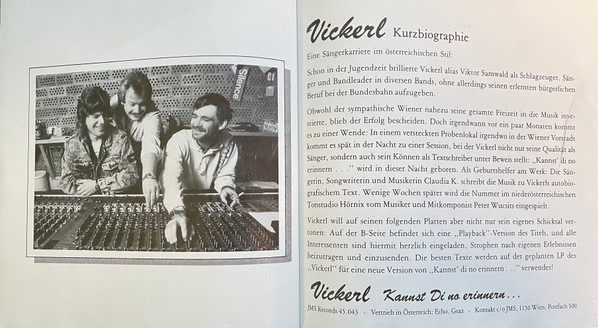 Silence
Vickerl Kurzbiographie
Eine Sängerkarriere im österreichischen Stil:
Schon in der Jugendzeit brillierte Vickerl alias Viktor Samwald als Schlagzeuger, Sän-
ger und Bandleader in diversen Bands, ohne allerdings seinen erlernten bürgerlichen
Beruf bei der Bundesbahn aufzugeben.
Obwohl der sympathische Wiener nahezu seine gesamte Freizeit in die Musik inve-
stierte, blieb der Erfolg bescheiden. Doch irgendwann vor ein paar Monaten kommt
es zu einer Wende: In einem versteckten Probenlokal irgendwo in der Wiener Vorstadt
kommt es spät in der Nacht zu einer Session, bei der Vickerl nicht nur seine Qualität als
Sänger, sondern auch sein Können als Textschreiber unter Beweis stellt: ,,Kannst' di no
erinnern . . ." wird in dieser Nacht geboren. Als Geburtshelfer am Werk: Die Sän-
gerin, Songwriterin und Musikerin Claudia K. schreibt die Musik zu Vickerls autobio-
grafischem Text. Wenige Wochen später wird die Nummer im niederösterreichischen
Tonstudio Hörnix vom Musiker und Mitkomponist Peter Wucsits eingespielt.
Vickerl will auf seinen folgenden Platten aber nicht nur sein eigenes Schicksal ver-
tonen: Auf der B-Seite befindet sich eine ,,Playback"-Version des Titels, und alle
Interessenten sind hiermit herzlich eingeladen, Strophen nach eigenen Erlebnissen
beizutragen und einzusenden. Die besten Texte werden auf der geplanten LP des
,,Vickerl" für eine neue Version von ,,Kannst' di no erinnern . . ." verwendet!
Vickerl Kannst Di no erinnern...
JMS Records 45.043 - Vertrieb in Österreich: Echo, Graz - Kontakt c/o JMS, 1150 Wien, Postfach 500